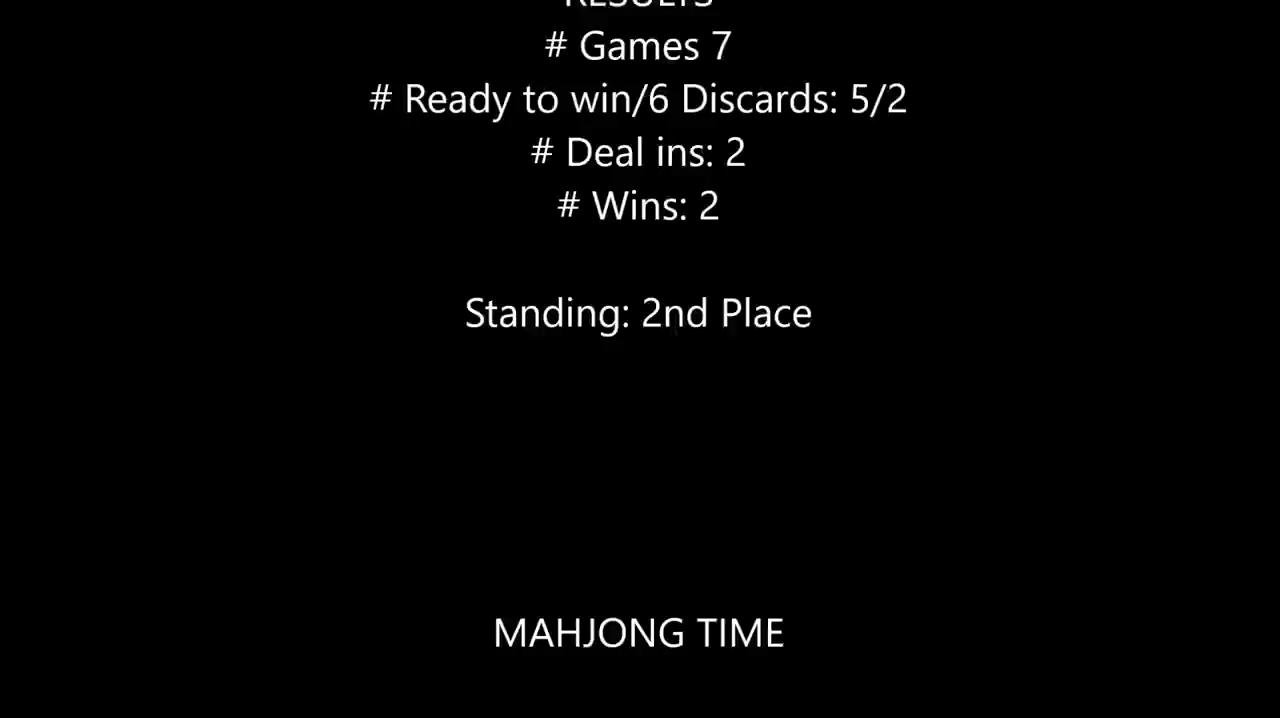 RESULTS
# Games 7
# Ready to win/6 Discards: 5/2
# Deal ins: 2
# Wins: 2
Standing: 2nd Place
MAHJONG TIME